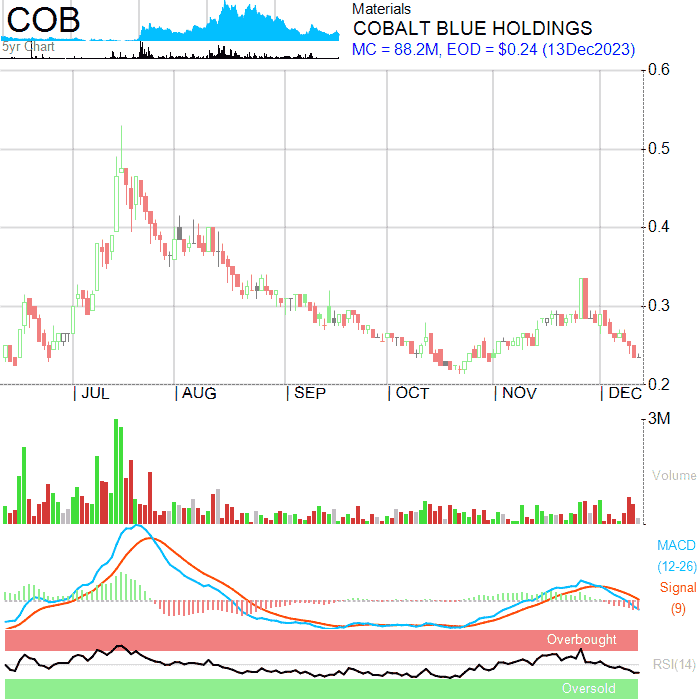 COB
5yr Chart
Materials
COBALT BLUE HOLDINGS
MC = 88.2M, EOD = $0.24 (13Dec2023)
0.6
0.5
0.4
0.3
0.2
JUL AUG SEP OCT NOV DEC
3M
Volume
MACD
(12-26)
Signal
(9)
Overbought
RSI(14)
Oversold